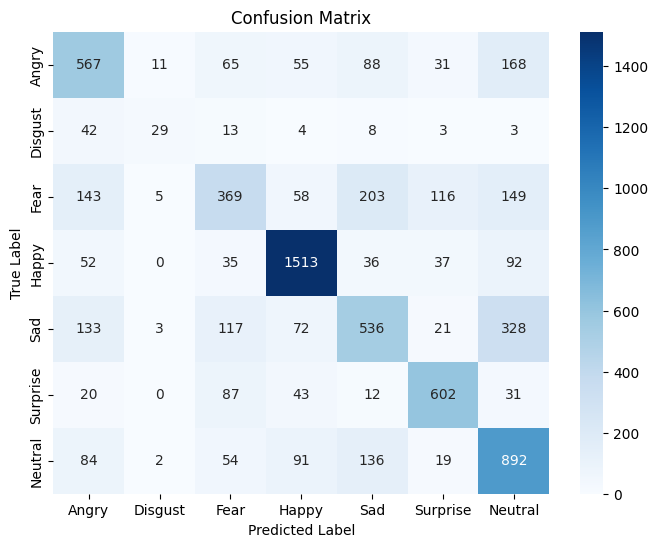 Confusion Matrix
Angry 567 11 65 55 88 31 168
Disgust 42 29 13 4 8 3 3
Fear 143 5 369 58 203 116 149
Happy 52 0 35 1513 36 37 92
Sad 133 3 117 72 536 21 328
Surprise 20 0 87 43 12 602 31
Neutral 84 2 54 91 136 19 892
Angry Disgust Fear Happy Sad Surprise Neutral
Predicted Label
True Label
1400
1200
1000
800
600
400
200
0